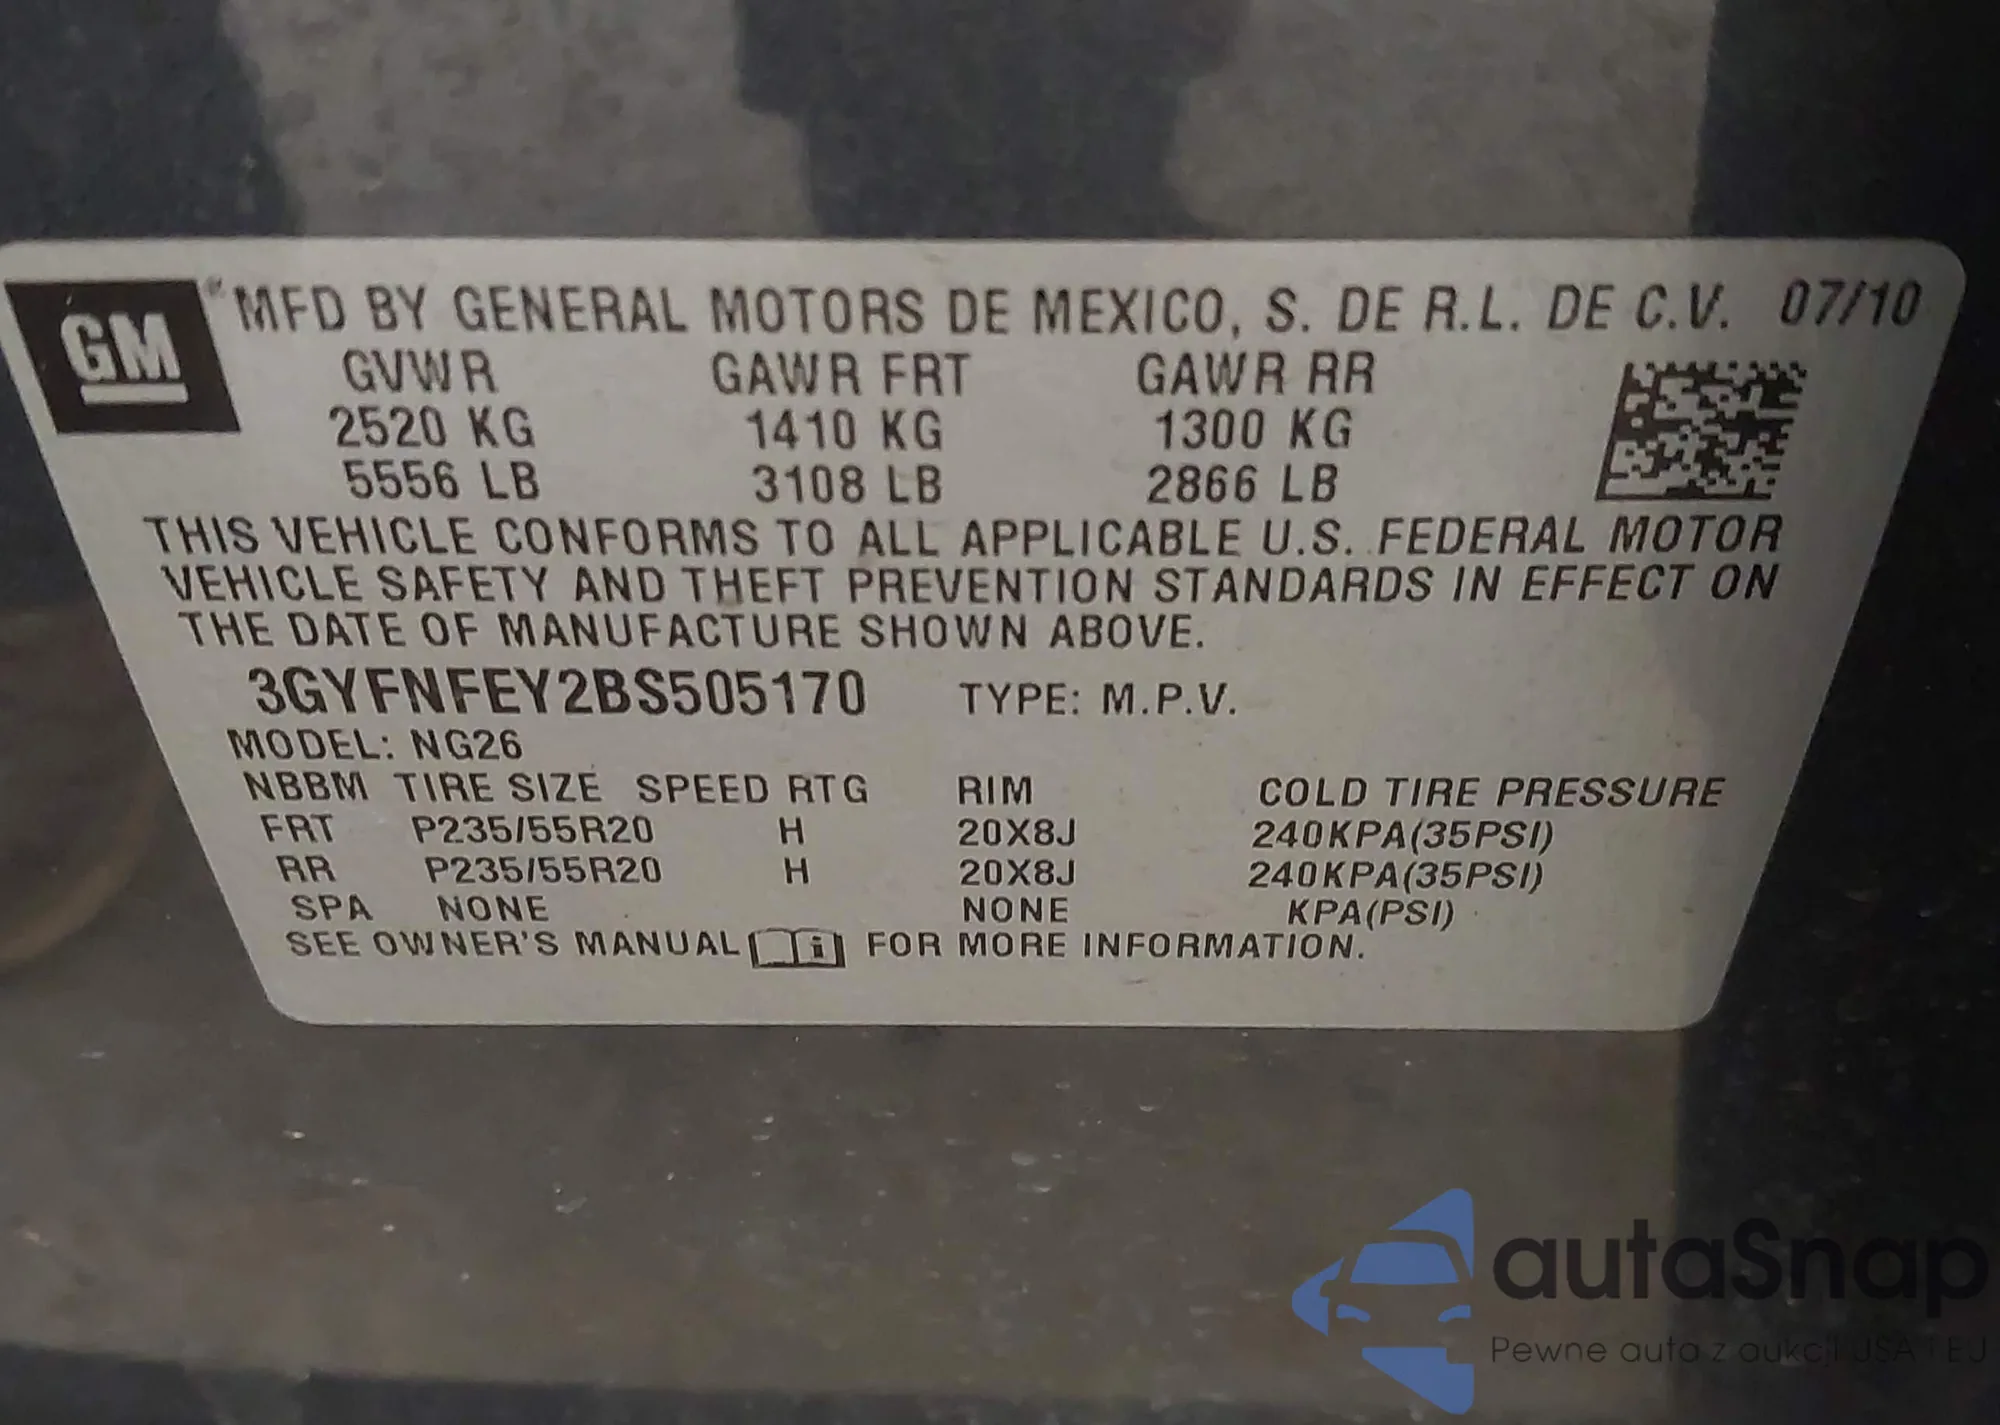 GM
MFD BY GENERAL MOTORS DE MEXICO, S. DE R.L. DE C.V. 07/10
GVWR GAWR FRT GAWR RR
2520 KG 1410 KG 1300 KG
5556 LB 3108 LB 2866 LB
THIS VEHICLE CONFORMS TO ALL APPLICABLE U.S. FEDERAL MOTOR
VEHICLE SAFETY AND THEFT PREVENTION STANDARDS IN EFFECT ON
THE DATE OF MANUFACTURE SHOWN ABOVE.
3GYFNFEY2BS505170 TYPE: M.P.V.
MODEL: NG26
NBBM TIRE SIZE SPEED RTG RIM COLD TIRE PRESSURE
FRT P235/55R20 H 20X8J 240KPA(35PSI)
RR P235/55R20 H 20X8J 240KPA(35PSI)
SPA NONE NONE KPA(PSI)
SEE OWNER'S MANUAL i FOR MORE INFORMATION.
autaSnap
Pewne auta z aukcji USA i EU